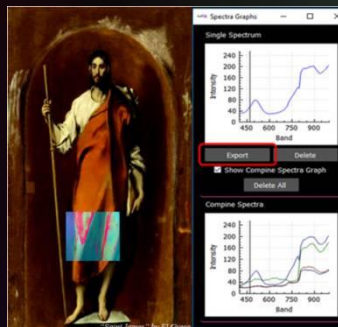 Spectra Graphs
Single Spectrum
240
200
160
120
80
40
0
Intensity
450 600 750 900
Band
Export
Delete
Show Compine Spectra Graph
Delete All
Compine Spectra
240
200
160
120
80
40
0
Intensity
450 600 750 900
Band